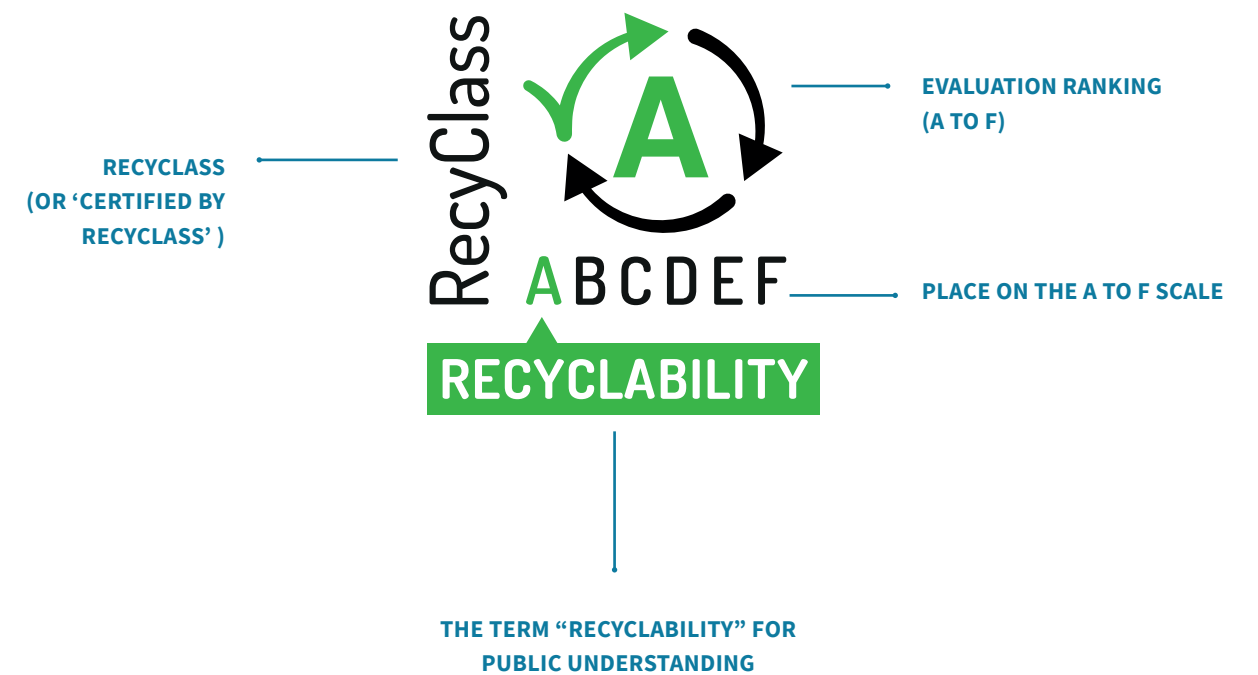 RecyClass
A
EVALUATION RANKING
(A TO F)
RECYCLASS
(OR ‘CERTIFIED BY
RECYCLASS’ )
A B C D E F
PLACE ON THE A TO F SCALE
RECYCLABILITY
THE TERM “RECYCLABILITY” FOR
PUBLIC UNDERSTANDING